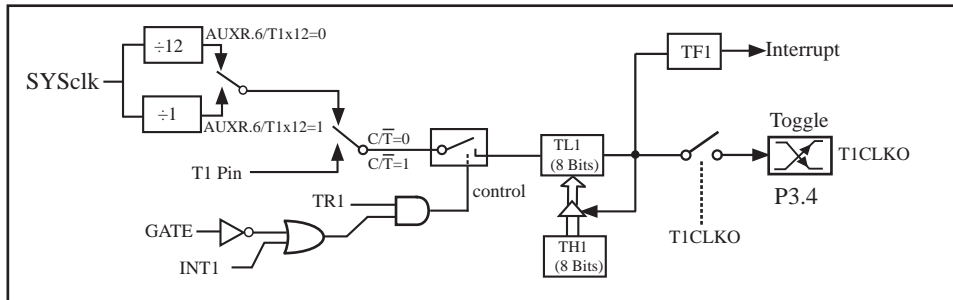 ÷12
AUXR.6/T1x12=0
SYSclk
÷1
AUXR.6/T1x12=1
T1 Pin
C/T̅=0
C/T̅=1
control
TR1
GATE
INT1
TL1
(8 Bits)
TH1
(8 Bits)
TF1
Interrupt
Toggle
T1CLKO
P3.4
T1CLKO